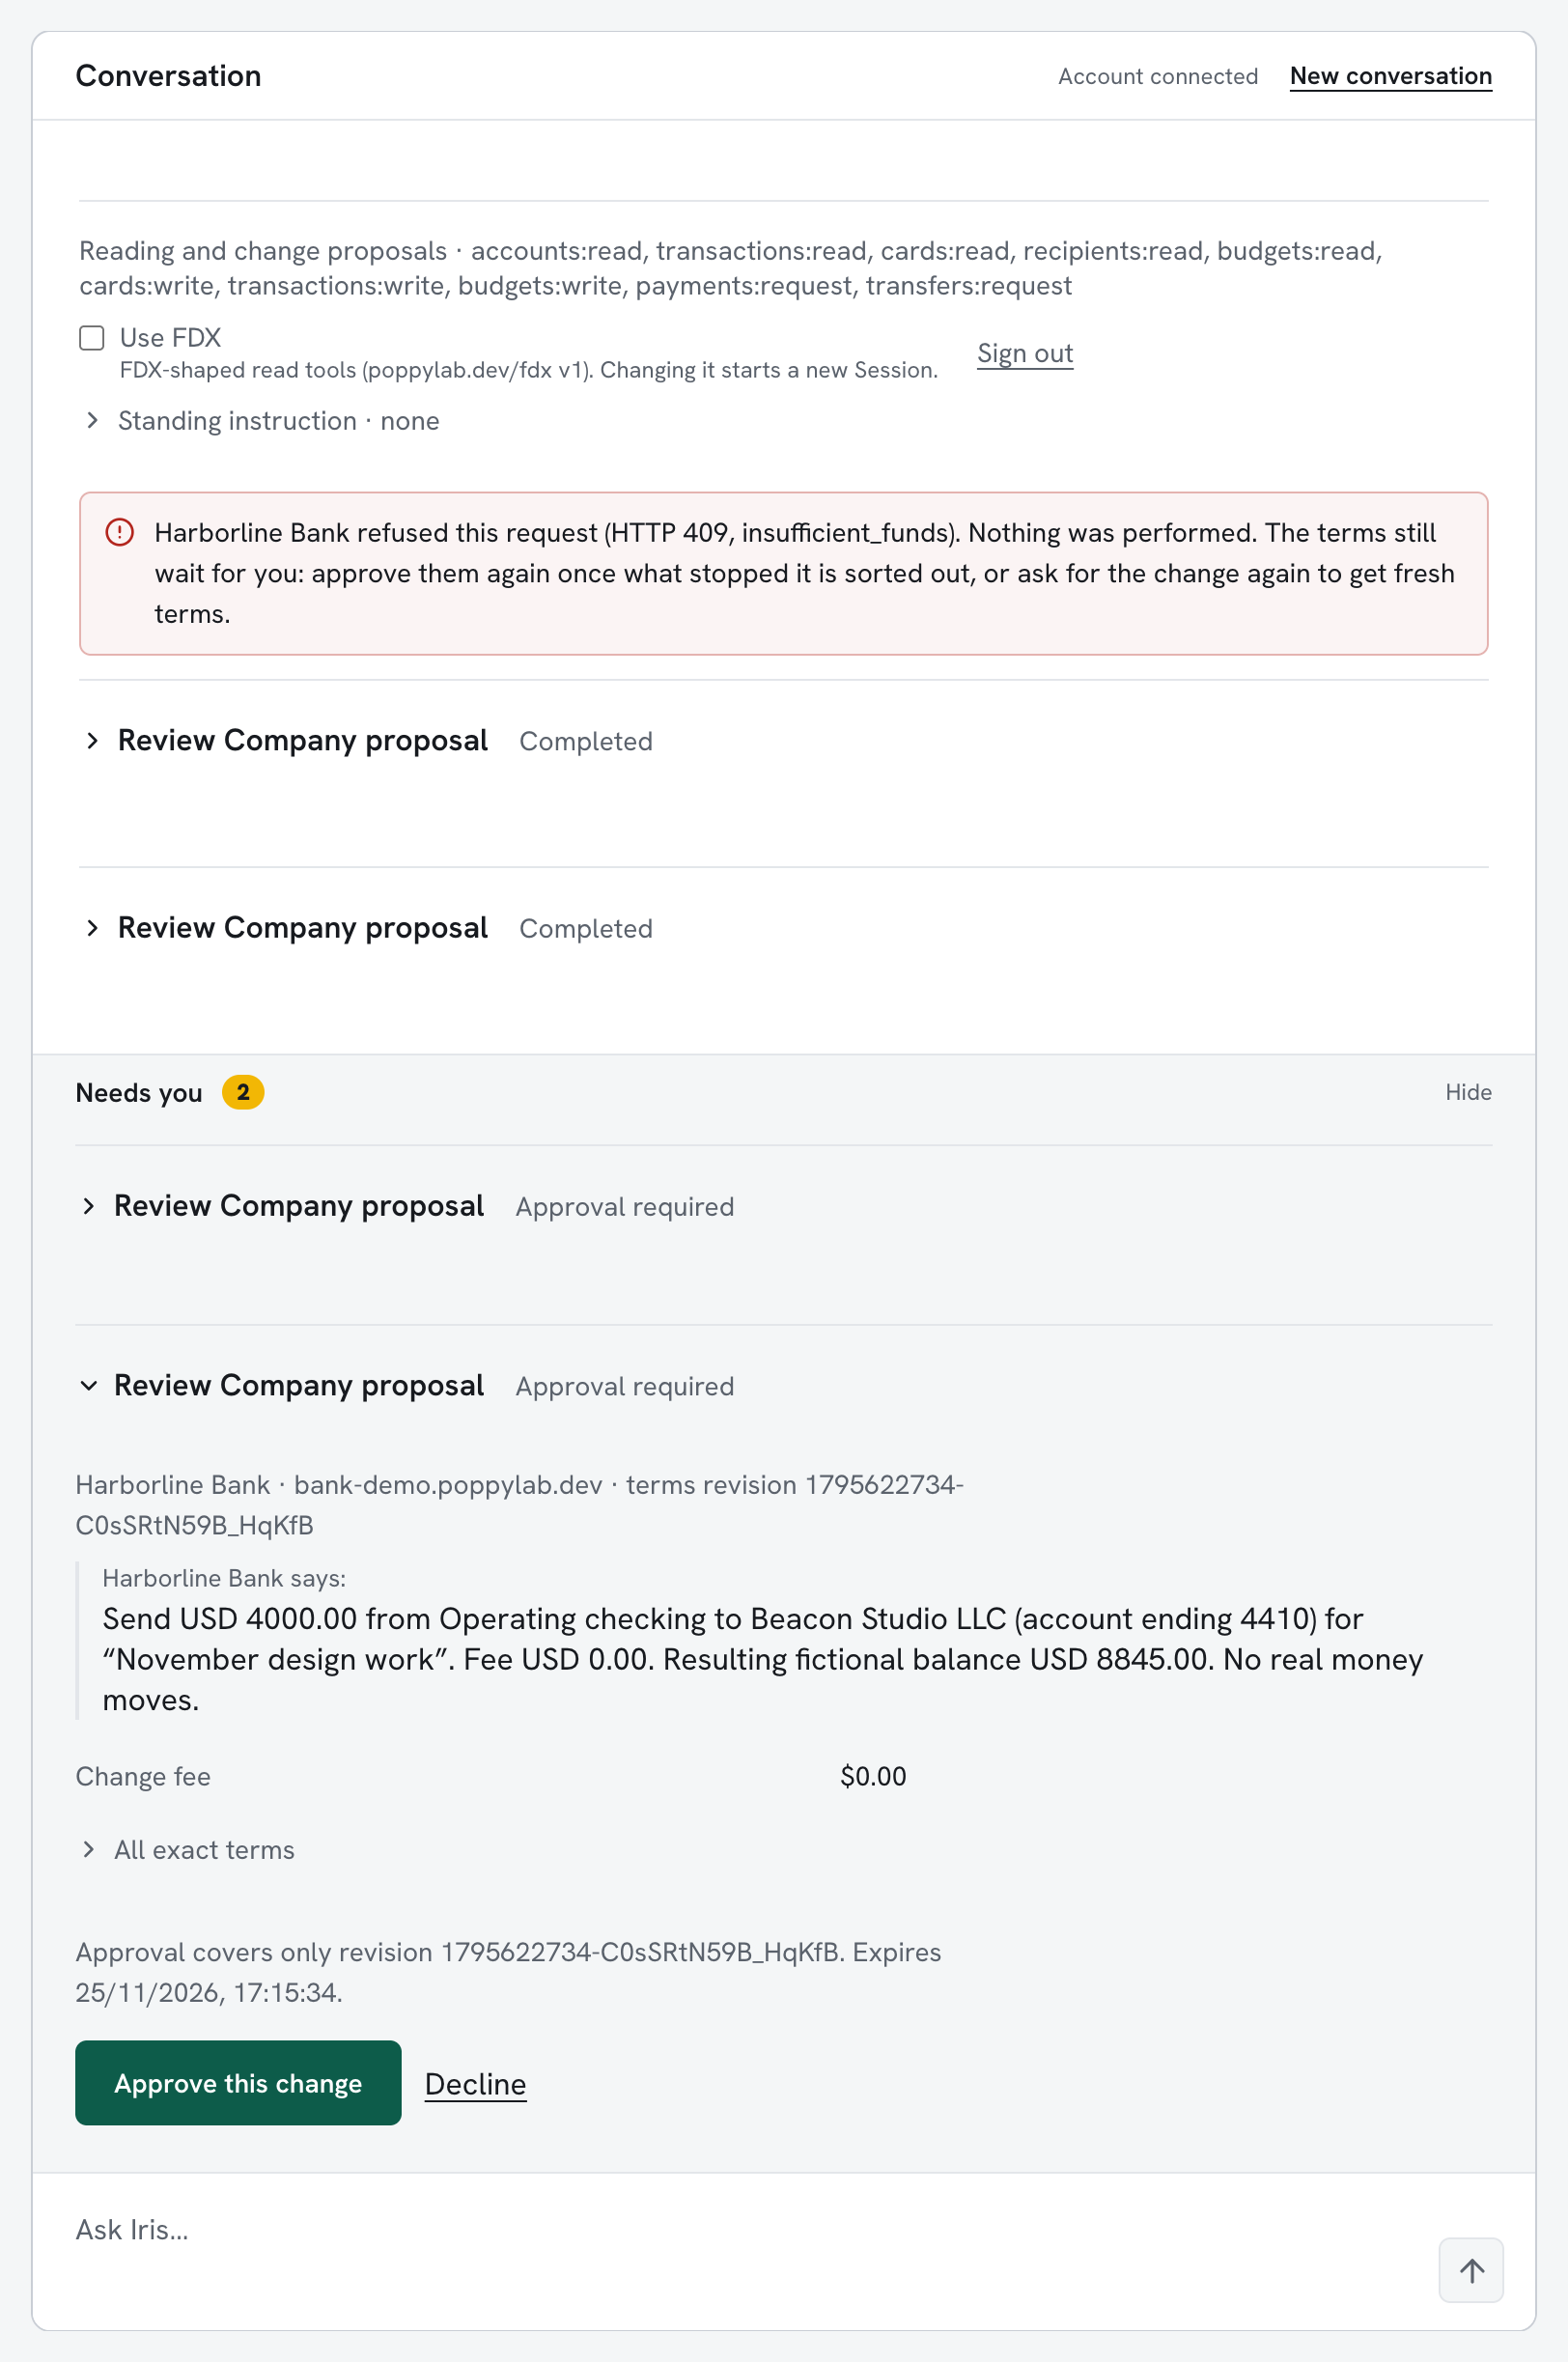 Conversation
Account connected
New conversation
Reading and change proposals · accounts:read, transactions:read, cards:read, recipients:read, budgets:read,
cards:write, transactions:write, budgets:write, payments:request, transfers:request
Use FDX
FDX-shaped read tools (poppylab.dev/fdx v1). Changing it starts a new Session.
Sign out
Standing instruction · none
Harborline Bank refused this request (HTTP 409, insufficient_funds). Nothing was performed. The terms still
wait for you: approve them again once what stopped it is sorted out, or ask for the change again to get fresh
terms.
Review Company proposal Completed
Review Company proposal Completed
Needs you 2
Hide
Review Company proposal Approval required
Review Company proposal Approval required
Harborline Bank · bank-demo.poppylab.dev · terms revision 1795622734-
C0sSRtN59B_HqKfB
Harborline Bank says:
Send USD 4000.00 from Operating checking to Beacon Studio LLC (account ending 4410) for
“November design work”. Fee USD 0.00. Resulting fictional balance USD 8845.00. No real money
moves.
Change fee $0.00
All exact terms
Approval covers only revision 1795622734-C0sSRtN59B_HqKfB. Expires
25/11/2026, 17:15:34.
Approve this change
Decline
Ask Iris...